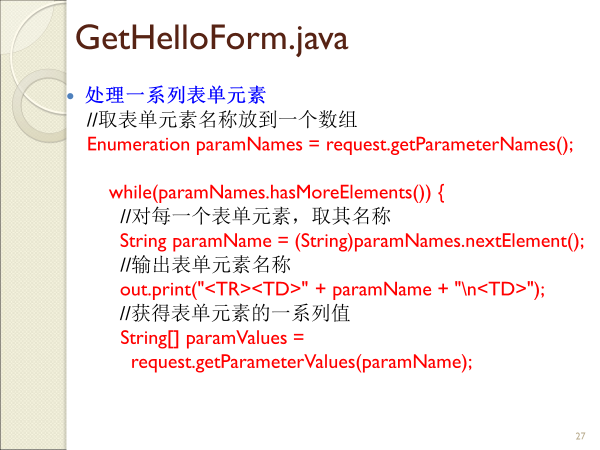 GetHelloForm.java
• 处理一系列表单元素
//取表单元素名称放到一个数组
Enumeration paramNames = request.getParameterNames();
while(paramNames.hasMoreElements()) {
//对每一个表单元素，取其名称
String paramName = (String)paramNames.nextElement();
//输出表单元素名称
out.print("<TR><TD>" + paramName + "\n<TD>");
//获得表单元素的一系列值
String[] paramValues =
request.getParameterValues(paramName);
27